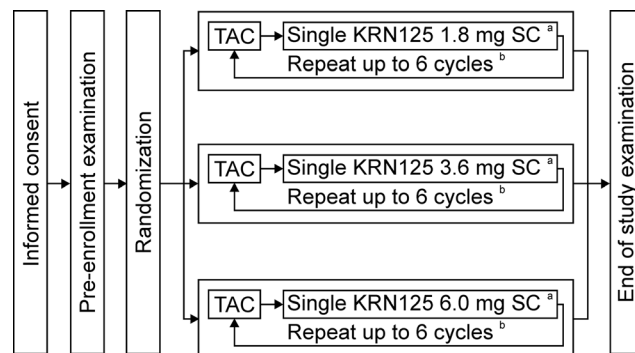 Informed consent
Pre-enrollment examination
Randomization
TAC
Single KRN125 1.8 mg SC a
Repeat up to 6 cycles b
TAC
Single KRN125 3.6 mg SC a
Repeat up to 6 cycles b
TAC
Single KRN125 6.0 mg SC a
Repeat up to 6 cycles b
End of study examination